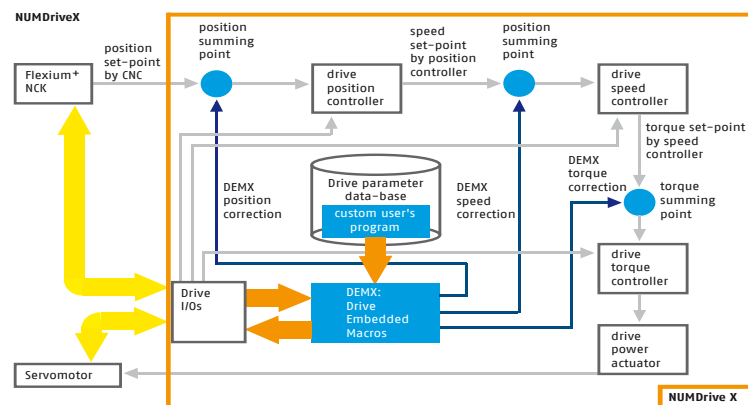 NUMDriveX
position
set-point
by CNC
position
summing
point
speed
set-point
by position
controller
position
summing
point
Flexium+
NCK
drive
position
controller
drive
speed
controller
torque set-point
by speed
controller
DEMX
position
correction
Drive parameter
data-base
custom user's
program
DEMX
speed
correction
DEMX
torque
correction
torque
summing
point
Drive
I/Os
DEMX:
Drive
Embedded
Macros
drive
torque
controller
drive
power
actuator
Servomotor
NUMDrive X